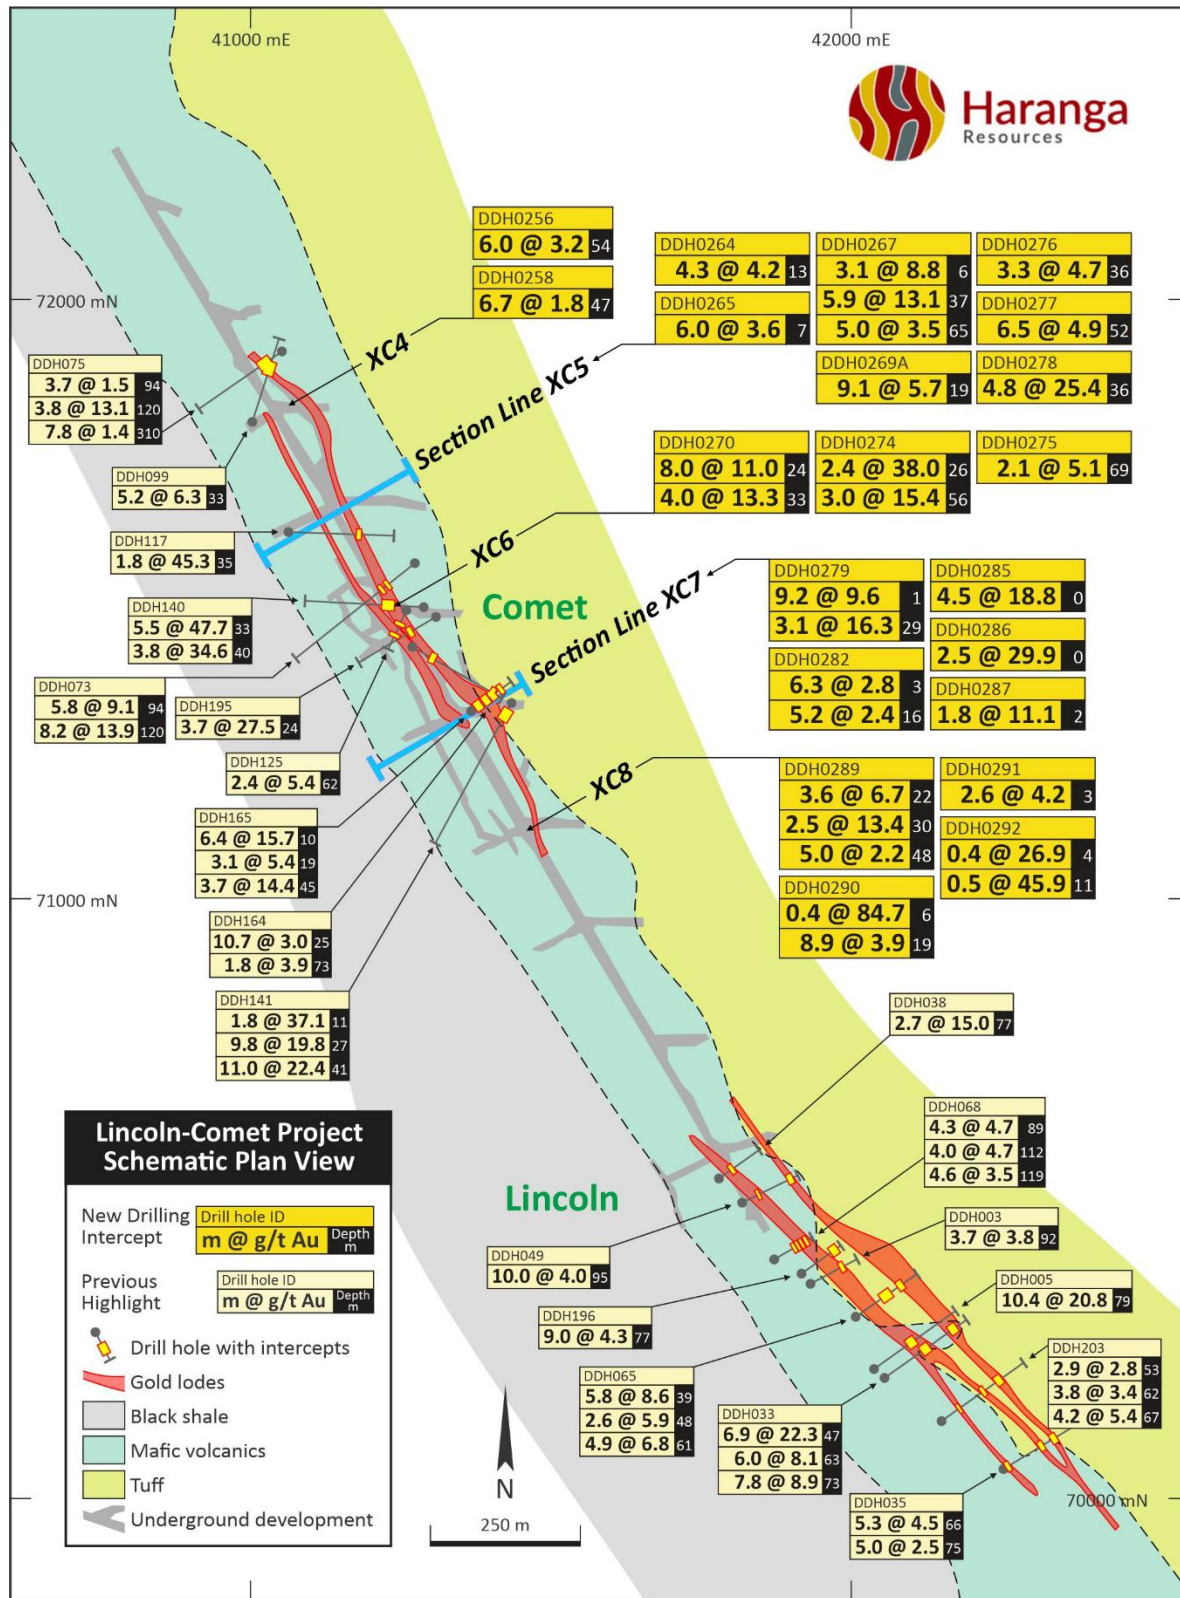 41000 mE
42000 mE
Haranga
Resources
DDH0256
6.0 @ 3.2 54
DDH0258
6.7 @ 1.8 47
DDH0264
4.3 @ 4.2 13
DDH0265
6.0 @ 3.6 7
DDH0267
3.1 @ 8.8 6
5.9 @ 13.1 37
5.0 @ 3.5 65
DDH0269A
9.1 @ 5.7 19
DDH0276
3.3 @ 4.7 36
DDH0277
6.5 @ 4.9 52
DDH0278
4.8 @ 25.4 36
72000 mN
XC4
Section Line XC5
DDH075
3.7 @ 1.5 94
3.8 @ 13.1 120
7.8 @ 1.4 310
DDH099
5.2 @ 6.3 33
DDH0270
8.0 @ 11.0 24
4.0 @ 13.3 33
DDH0274
2.4 @ 38.0 26
3.0 @ 15.4 56
DDH0275
2.1 @ 5.1 69
DDH117
1.8 @ 45.3 35
XC6
Comet
Section Line XC7
DDH140
5.5 @ 47.7 33
3.8 @ 34.6 40
DDH0279
9.2 @ 9.6 1
3.1 @ 16.3 29
DDH0282
6.3 @ 2.8 3
5.2 @ 2.4 16
DDH0285
4.5 @ 18.8 0
DDH0286
2.5 @ 29.9 0
DDH0287
1.8 @ 11.1 2
DDH073
5.8 @ 9.1 94
8.2 @ 13.9 120
DDH195
3.7 @ 27.5 24
DDH125
2.4 @ 5.4 62
XC8
DDH0289
3.6 @ 6.7 22
2.5 @ 13.4 30
5.0 @ 2.2 48
DDH0290
0.4 @ 84.7 6
8.9 @ 3.9 19
DDH0291
2.6 @ 4.2 3
DDH0292
0.4 @ 26.9 4
0.5 @ 45.9 11
DDH165
6.4 @ 15.7 10
3.1 @ 5.4 19
3.7 @ 14.4 45
71000 mN
DDH164
10.7 @ 3.0 25
1.8 @ 3.9 73
DDH141
1.8 @ 37.1 11
9.8 @ 19.8 27
11.0 @ 22.4 41
DDH038
2.7 @ 15.0 77
DDH068
4.3 @ 4.7 89
4.0 @ 4.7 112
4.6 @ 3.5 119
Lincoln
DDH003
3.7 @ 3.8 92
DDH049
10.0 @ 4.0 95
DDH005
10.4 @ 20.8 79
DDH196
9.0 @ 4.3 77
DDH203
2.9 @ 2.8 53
3.8 @ 3.4 62
4.2 @ 5.4 67
DDH065
5.8 @ 8.6 39
2.6 @ 5.9 48
4.9 @ 6.8 61
DDH033
6.9 @ 22.3 47
6.0 @ 8.1 63
7.8 @ 8.9 73
DDH035
5.3 @ 4.5 66
5.0 @ 2.5 75
70000 mN
Lincoln-Comet Project
Schematic Plan View
New Drilling
Intercept
Drill hole ID
m @ g/t Au Depth
m
Previous
Highlight
Drill hole ID
m @ g/t Au Depth
m
Drill hole with intercepts
Gold lodes
Black shale
Mafic volcanics
Tuff
Underground development
N
250 m